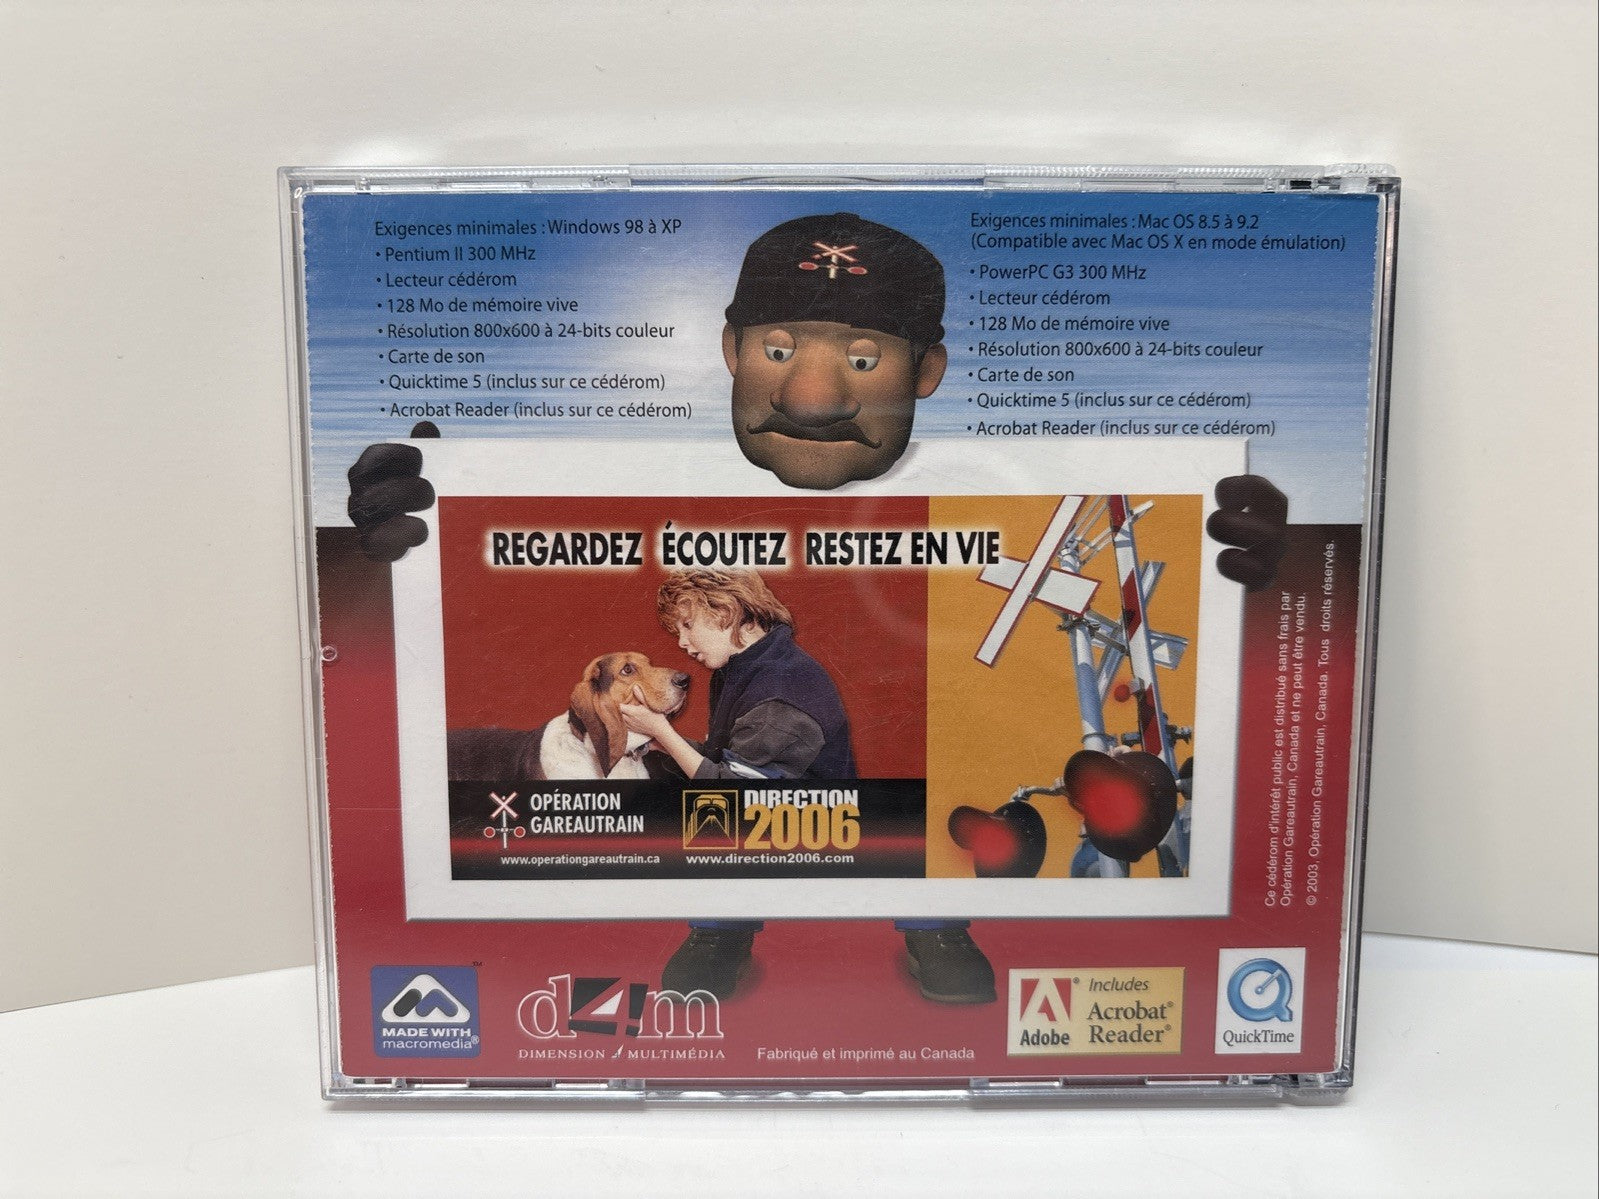 Exigences minimales : Windows 98 à XP
• Pentium II 300 MHz
• Lecteur cédérom
• 128 Mo de mémoire vive
• Résolution 800x600 à 24-bits couleur
• Carte de son
• Quicktime 5 (inclus sur ce cédérom)
• Acrobat Reader (inclus sur ce cédérom)
Exigences minimales : Mac OS 8.5 à 9.2
(Compatible avec Mac OS X en mode émulation)
• PowerPC G3 300 MHz
• Lecteur cédérom
• 128 Mo de mémoire vive
• Résolution 800x600 à 24-bits couleur
• Carte de son
• Quicktime 5 (inclus sur ce cédérom)
• Acrobat Reader (inclus sur ce cédérom)
REGARDEZ ÉCOUTEZ RESTEZ EN VIE
OPÉRATION
GAREAUTRAIN
www.operationgareautrain.ca
DIRECTION
2006
www.direction2006.com
Ce cédérom d'intérêt public est distribué sans frais par
Opération Gareautrain, Canada et ne peut être vendu.
© 2003, Opération Gareautrain, Canada. Tous droits réservés.
MADE WITH
macromedia®
™
d4m
DIMENSION 4 MULTIMÉDIA
Fabriqué et imprimé au Canada
Adobe®
Includes
Acrobat®
Reader®
QuickTime